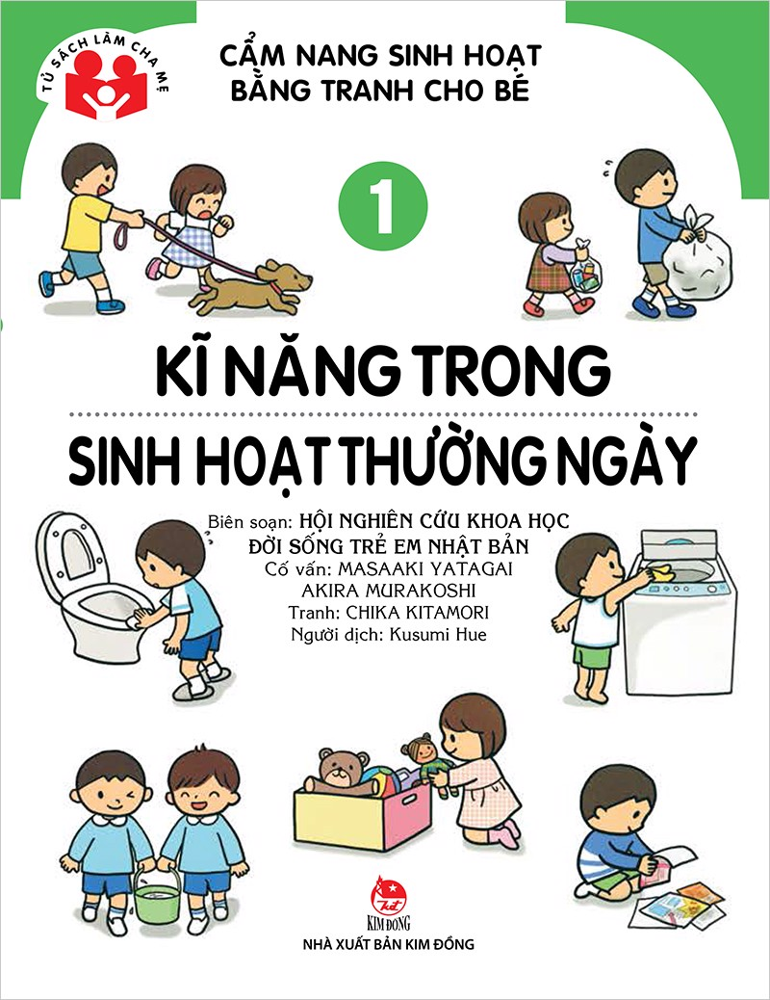 TỦ SÁCH LÀM CHA MẸ
CẨM NANG SINH HOẠT
BẰNG TRANH CHO BÉ
1
KĨ NĂNG TRONG
SINH HOẠT THƯỜNG NGÀY
Biên soạn: HỘI NGHIÊN CỨU KHOA HỌC
ĐỜI SỐNG TRẺ EM NHẬT BẢN
Cố vấn: MASAAKI YATAGAI
AKIRA MURAKOSHI
Tranh: CHIKA KITAMORI
Người dịch: Kusumi Huê
KIM ĐỒNG
NHÀ XUẤT BẢN KIM ĐỒNG